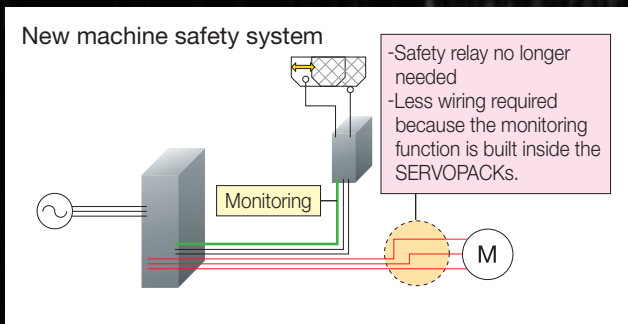 New machine safety system
-Safety relay no longer
needed
-Less wiring required
because the monitoring
function is built inside the
SERVOPACKs.
Monitoring
M